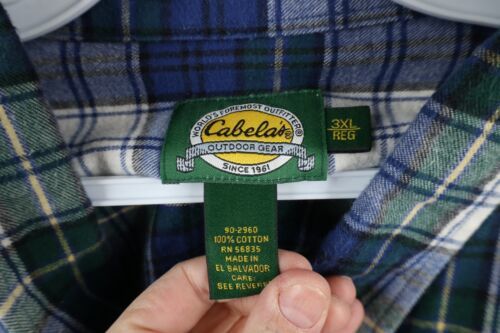 WORLD'S FOREMOST OUTFITTER®
Cabela's®
OUTDOOR GEAR
SINCE 1961
3XL
REG
90-2960
100% COTTON
RN 56835
MADE IN
EL SALVADOR
CARE:
SEE REVERSE